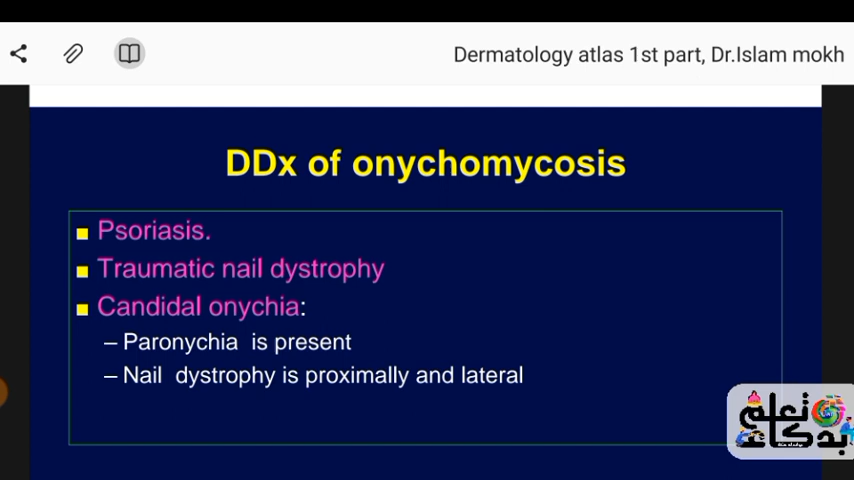 Dermatology atlas 1st part, Dr.Islam mokh
DDx of onychomycosis
Psoriasis.
Traumatic nail dystrophy
Candidal onychia:
– Paronychia is present
– Nail dystrophy is proximally and lateral
تعلم
بذكاء